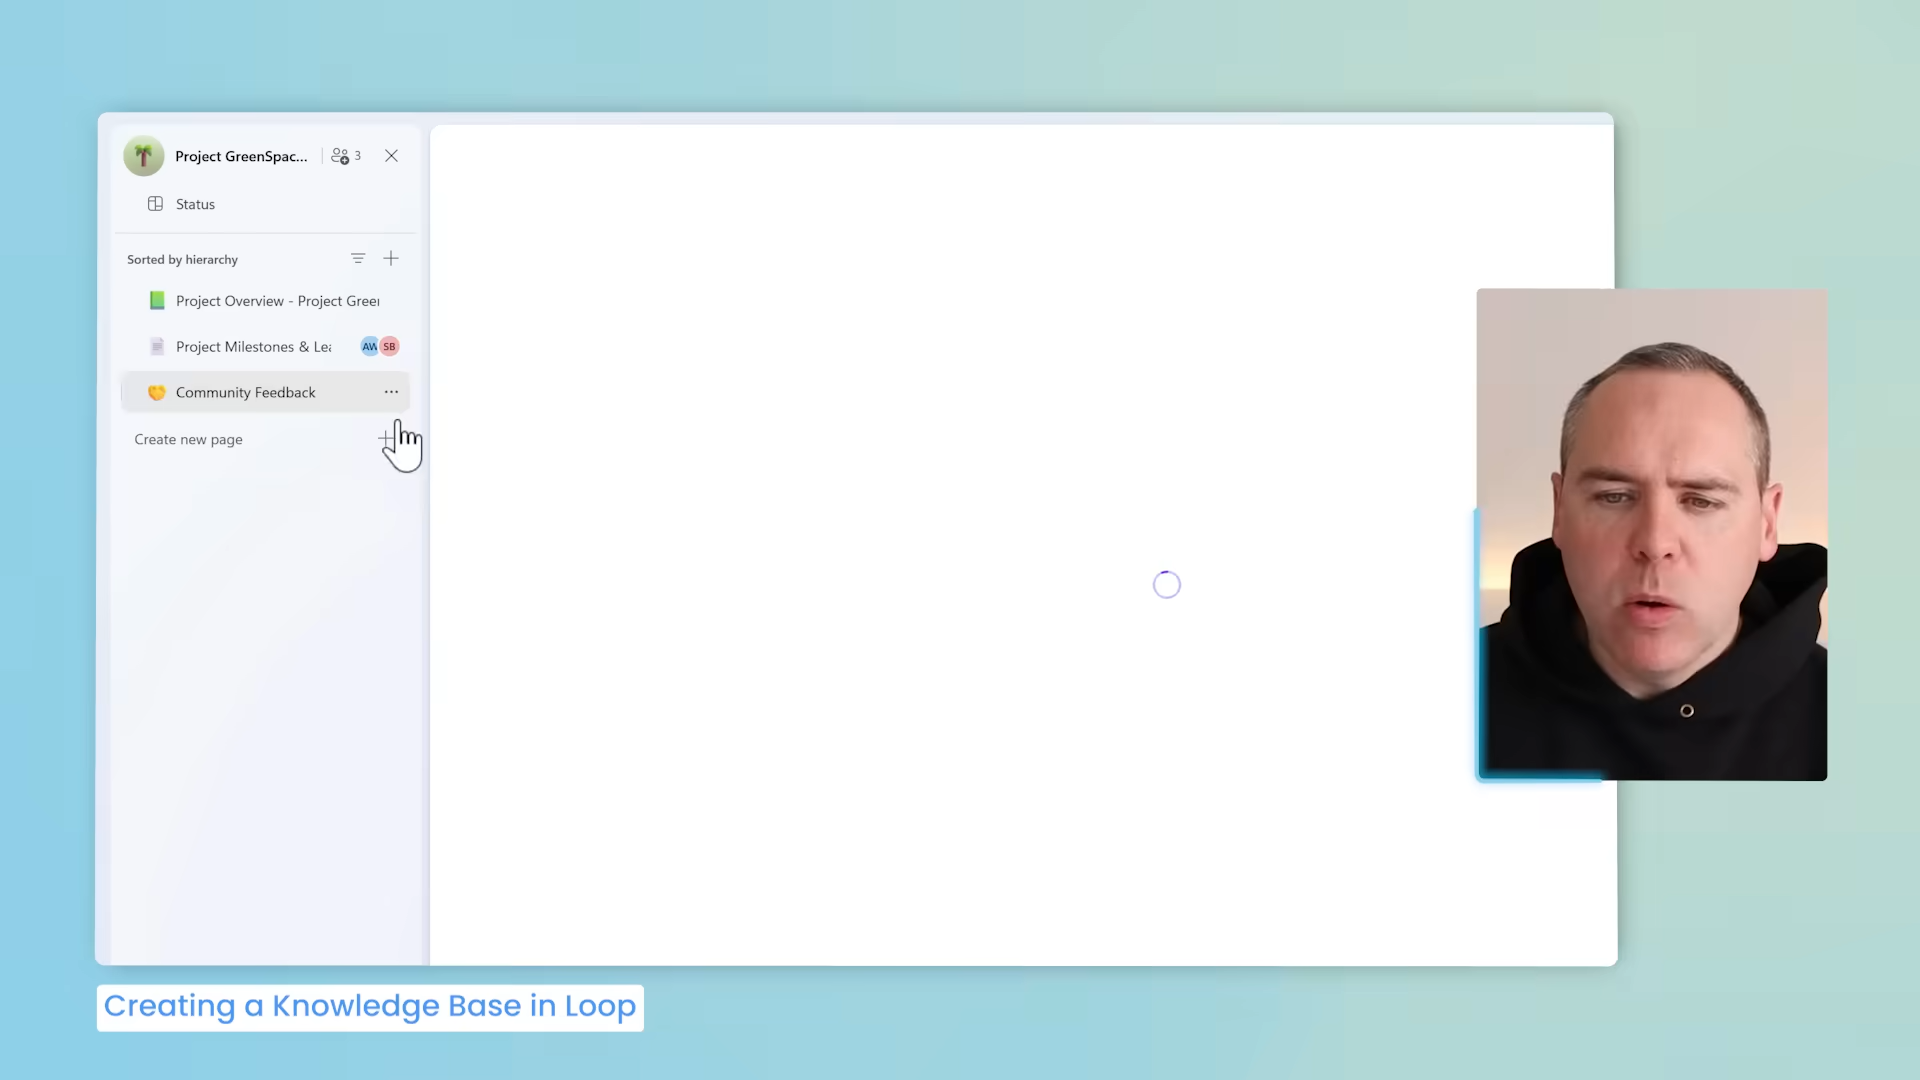 Project GreenSpac...
3
Status
Sorted by hierarchy
Project Overview - Project Green
Project Milestones & Lea
AW
SB
Community Feedback
Create new page
Creating a Knowledge Base in Loop